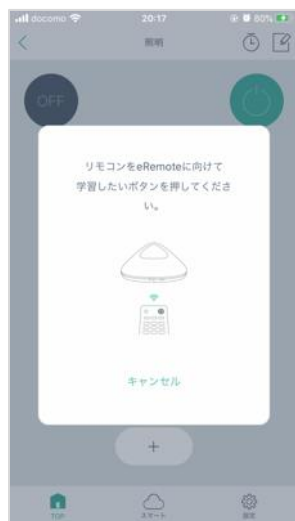 docomo 20:17 80%
照明
OFF
リモコンをeRemoteに向けて
学習したいボタンを押してくださ
い。
キャンセル
+
TOP スマート 設定